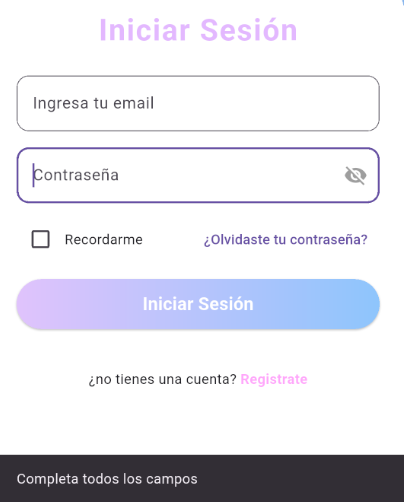 Iniciar Sesión
Ingresa tu email
Contraseña
Recordarme ¿Olvidaste tu contraseña?
Iniciar Sesión
¿no tienes una cuenta? Registrate
Completa todos los campos